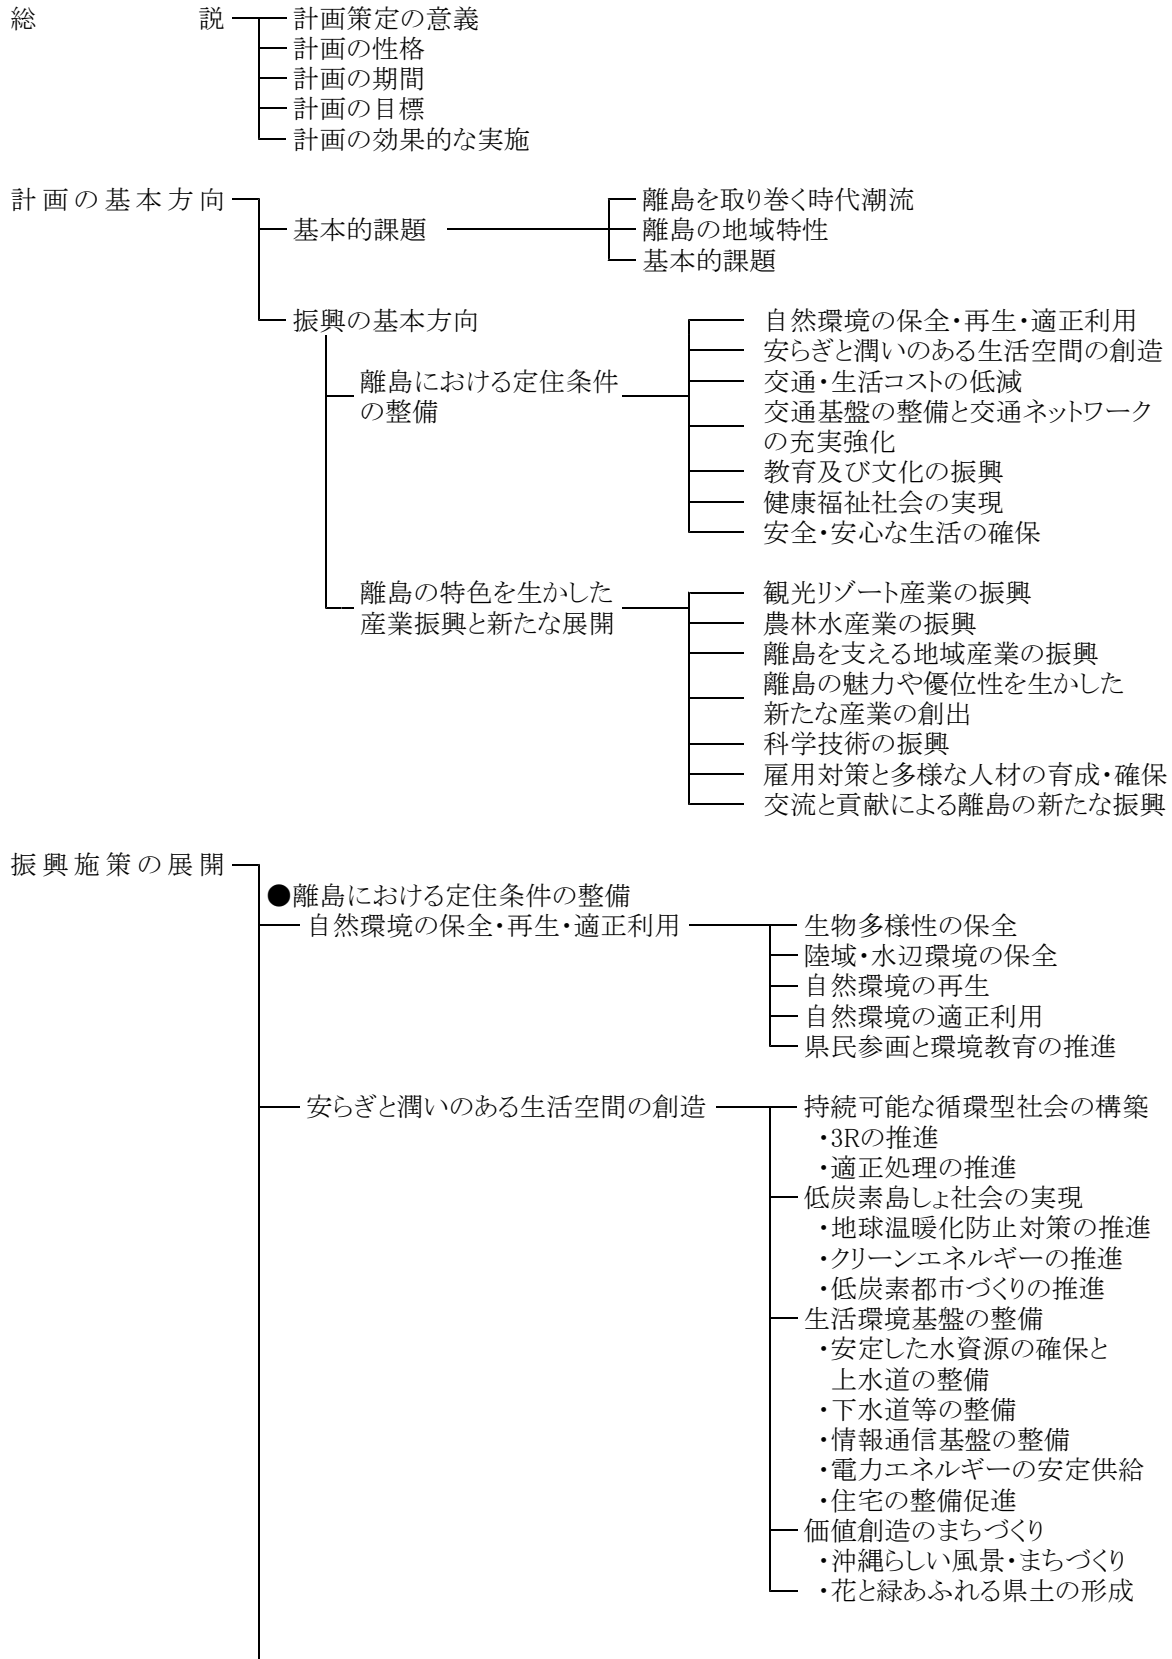 総説
計画策定の意義
計画の性格
計画の期間
計画の目標
計画の効果的な実施
計画の基本方向
基本的課題
離島を取り巻く時代潮流
離島の地域特性
基本的課題
振興の基本方向
離島における定住条件
の整備
自然環境の保全・再生・適正利用
安らぎと潤いのある生活空間の創造
交通・生活コストの低減
交通基盤の整備と交通ネットワーク
の充実強化
教育及び文化の振興
健康福祉社会の実現
安全・安心な生活の確保
離島の特色を生かした
産業振興と新たな展開
観光リゾート産業の振興
農林水産業の振興
離島を支える地域産業の振興
離島の魅力や優位性を生かした
新たな産業の創出
科学技術の振興
雇用対策と多様な人材の育成・確保
交流と貢献による離島の新たな振興
振興施策の展開
●離島における定住条件の整備
自然環境の保全・再生・適正利用
生物多様性の保全
陸域・水辺環境の保全
自然環境の再生
自然環境の適正利用
県民参画と環境教育の推進
安らぎと潤いのある生活空間の創造
持続可能な循環型社会の構築
・3Rの推進
・適正処理の推進
低炭素島しょ社会の実現
・地球温暖化防止対策の推進
・クリーンエネルギーの推進
・低炭素都市づくりの推進
生活環境基盤の整備
・安定した水資源の確保と
上水道の整備
・下水道等の整備
・情報通信基盤の整備
・電力エネルギーの安定供給
・住宅の整備促進
価値創造のまちづくり
・沖縄らしい風景・まちづくり
・花と緑あふれる県土の形成